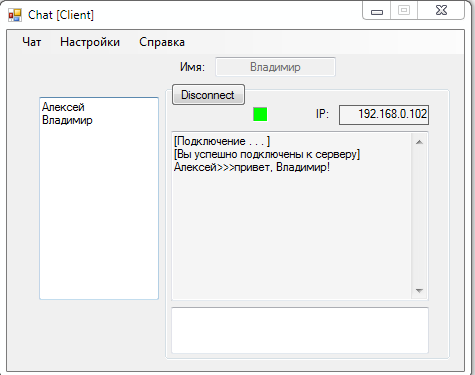 Chat [Client]
Чат Настройки Справка
Имя: Владимир
Disconnect
IP: 192.168.0.102
Алексей
Владимир
[Подключение . . . ]
[Вы успешно подключены к серверу]
Алексей>>>привет, Владимир!